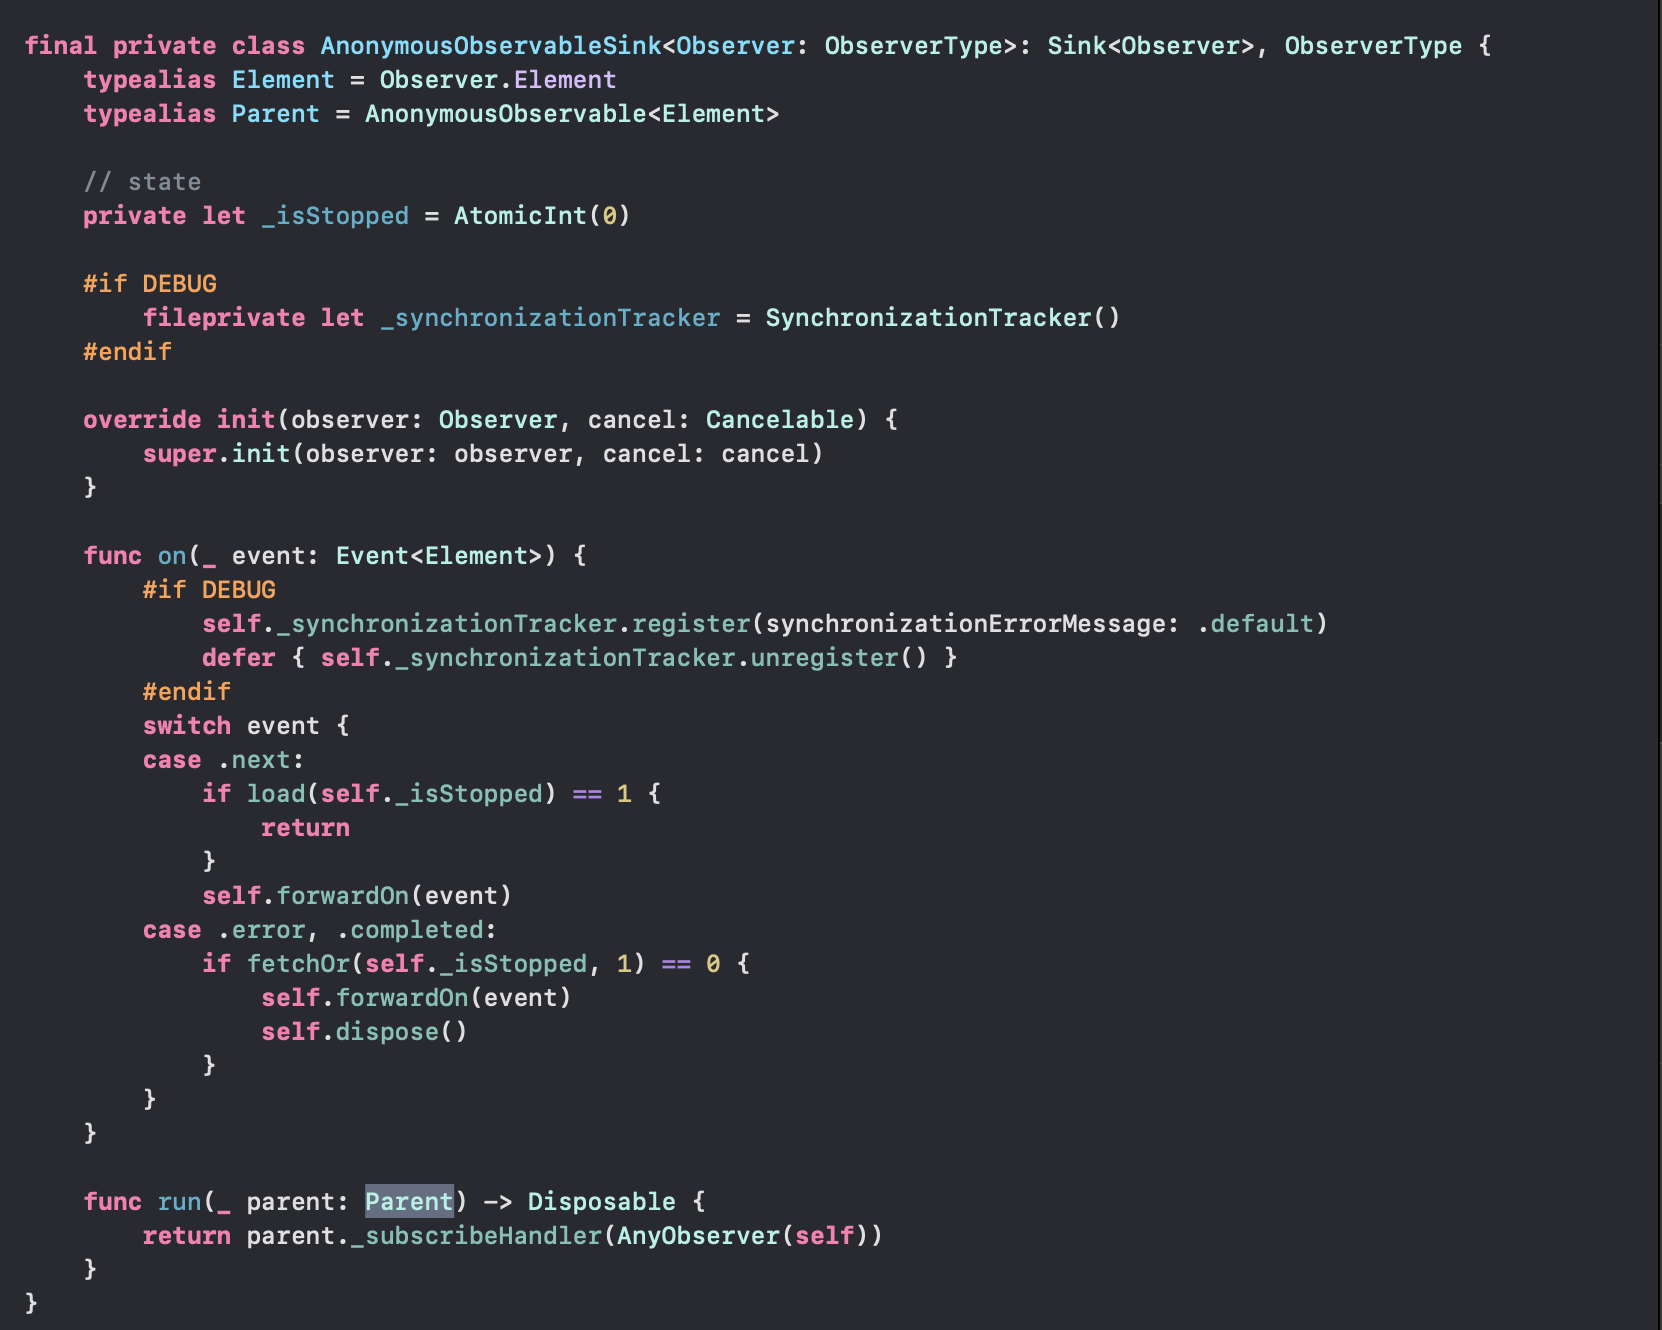 final private class AnonymousObservableSink<Observer: ObserverType>: Sink<Observer>, ObserverType {
    typealias Element = Observer.Element
    typealias Parent = AnonymousObservable<Element>

    // state
    private let _isStopped = AtomicInt(0)

    #if DEBUG
        fileprivate let _synchronizationTracker = SynchronizationTracker()
    #endif

    override init(observer: Observer, cancel: Cancelable) {
        super.init(observer: observer, cancel: cancel)
    }

    func on(_ event: Event<Element>) {
        #if DEBUG
            self._synchronizationTracker.register(synchronizationErrorMessage: .default)
            defer { self._synchronizationTracker.unregister() }
        #endif
        switch event {
        case .next:
            if load(self._isStopped) == 1 {
                return
            }
            self.forwardOn(event)
        case .error, .completed:
            if fetchOr(self._isStopped, 1) == 0 {
                self.forwardOn(event)
                self.dispose()
            }
        }
    }

    func run(_ parent: Parent) -> Disposable {
        return parent._subscribeHandler(AnyObserver(self))
    }
}